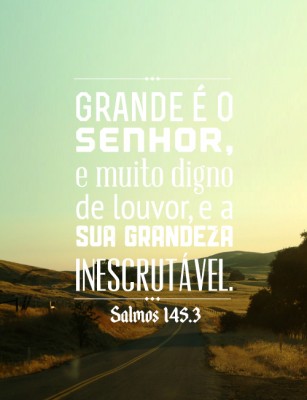 GRANDE É O
SENHOR,
e muito digno
de louvor, e a
SUA GRANDEZA
INESCRUTÁVEL.
Salmos 145.3